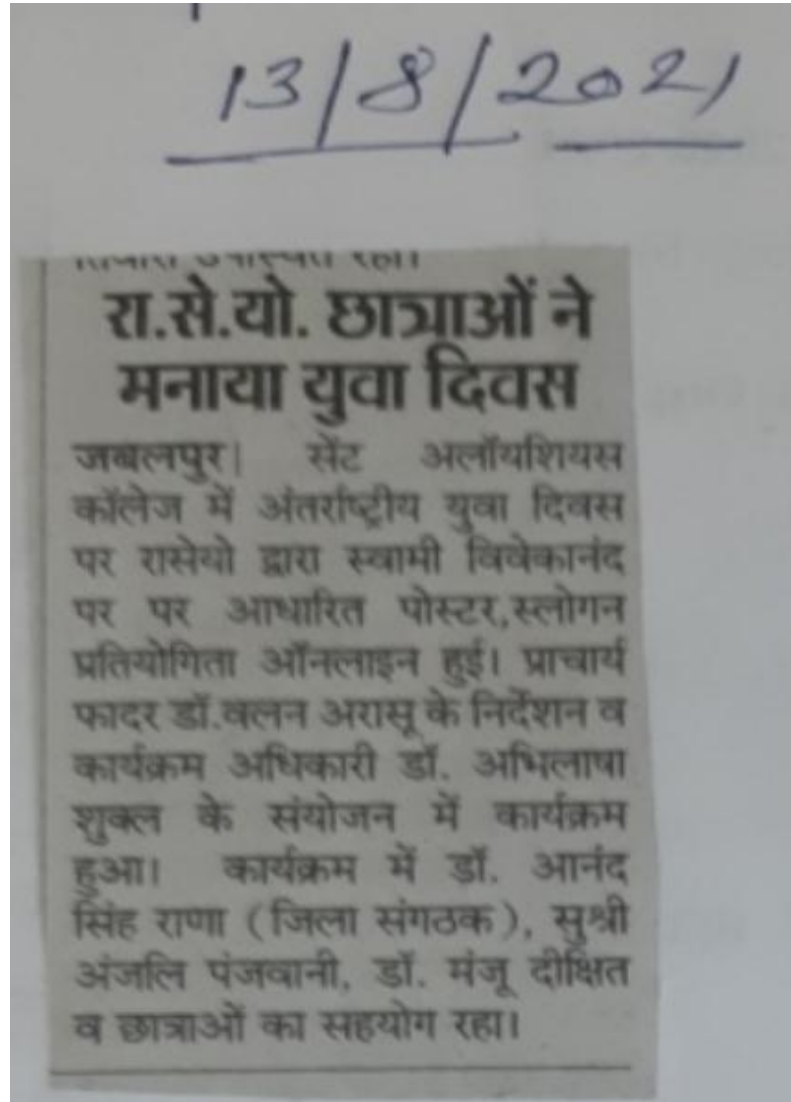 13/8/2021
रा.से.यो. छात्राओं ने
मनाया युवा दिवस
जबलपुर। सेंट अलॉयशियस
कॉलेज में अंतर्राष्ट्रीय युवा दिवस
पर रासेयो द्वारा स्वामी विवेकानंद
पर पर आधारित पोस्टर,स्लोगन
प्रतियोगिता ऑनलाइन हुई। प्राचार्य
फादर डॉ.वलन अरासू के निर्देशन व
कार्यक्रम अधिकारी डॉ. अभिलाषा
शुक्ल के संयोजन में कार्यक्रम
हुआ। कार्यक्रम में डॉ. आनंद
सिंह राणा (जिला संगठक), सुश्री
अंजलि पंजवानी, डॉ. मंजू दीक्षित
व छात्राओं का सहयोग रहा।